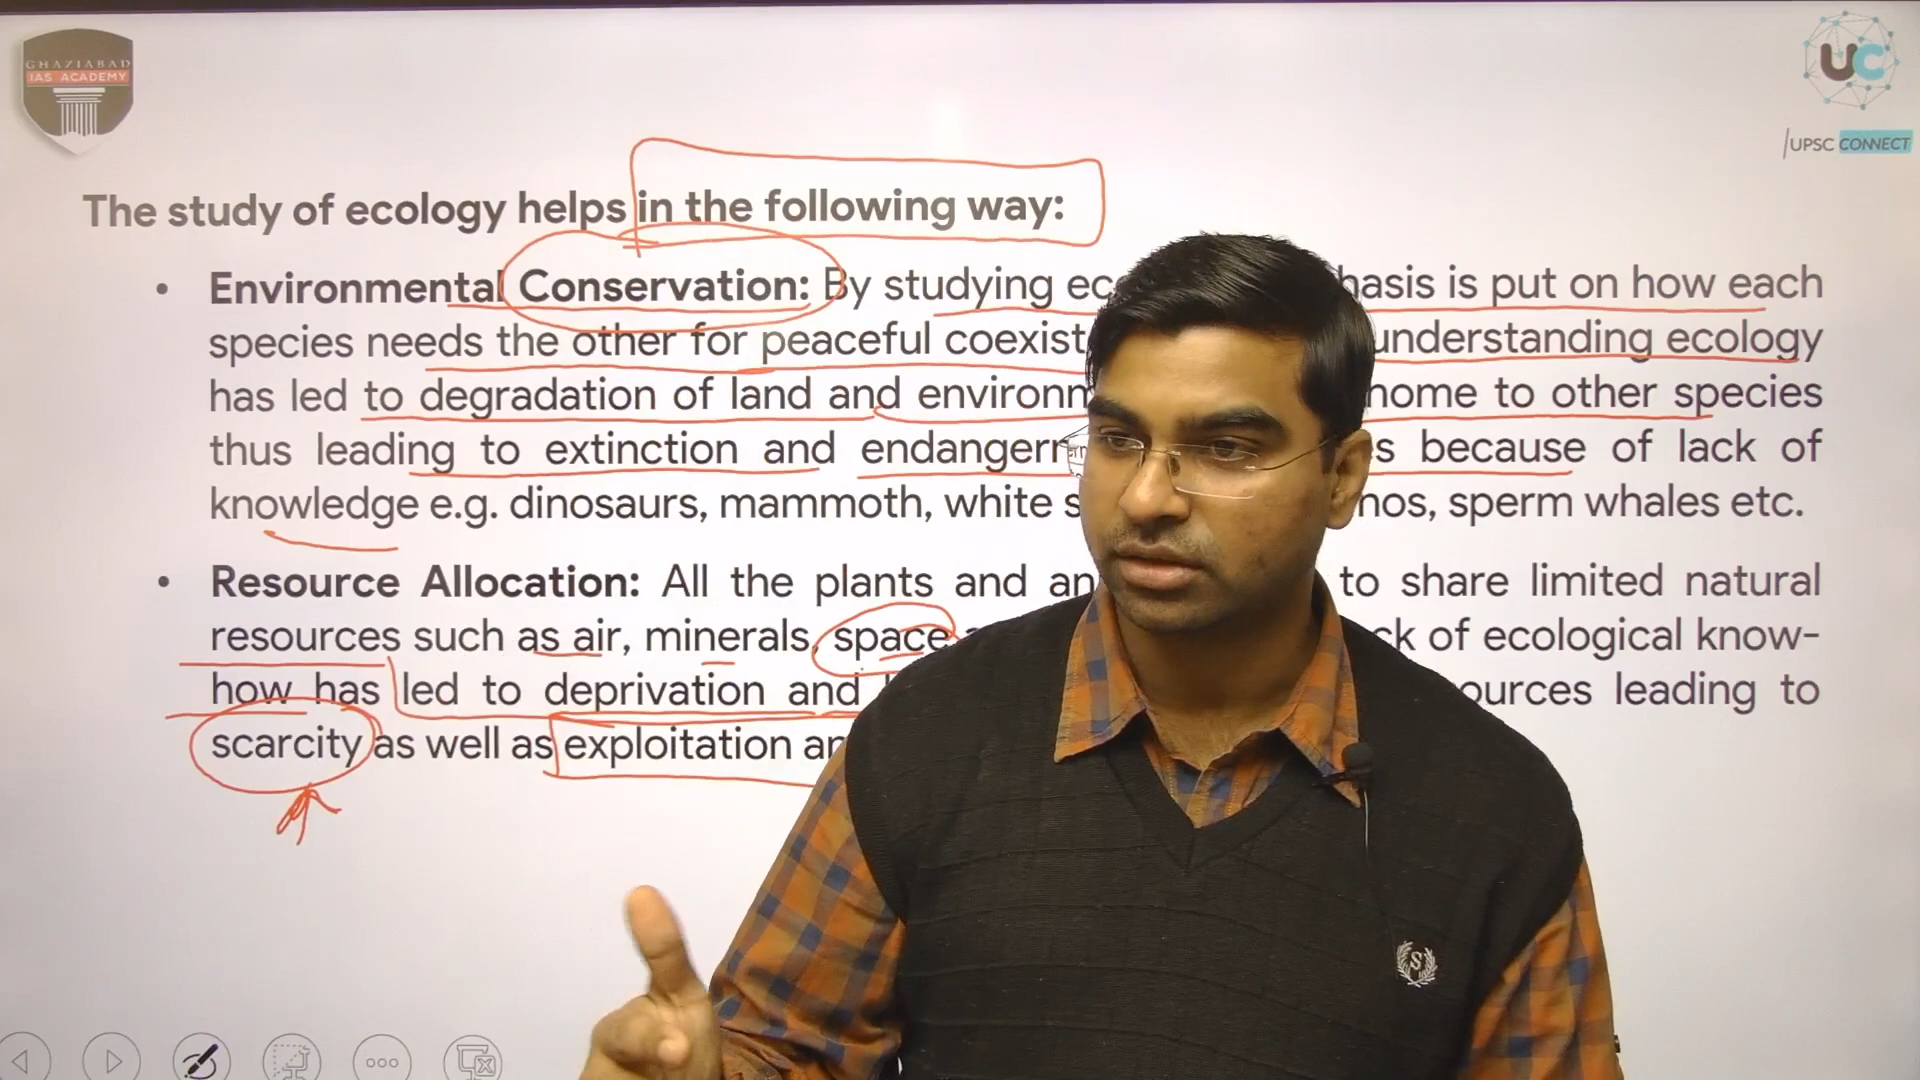 GHAZIABAD
IAS ACADEMY
UC
UPSC CONNECT
The study of ecology helps in the following way:
• Environmental Conservation: By studying ec hasis is put on how each
species needs the other for peaceful coexist understanding ecology
has led to degradation of land and environm home to other species
thus leading to extinction and endangerm s because of lack of
knowledge e.g. dinosaurs, mammoth, white s nos, sperm whales etc.
• Resource Allocation: All the plants and an to share limited natural
resources such as air, minerals, space ck of ecological know-
how has led to deprivation and ources leading to
scarcity as well as exploitation an
S